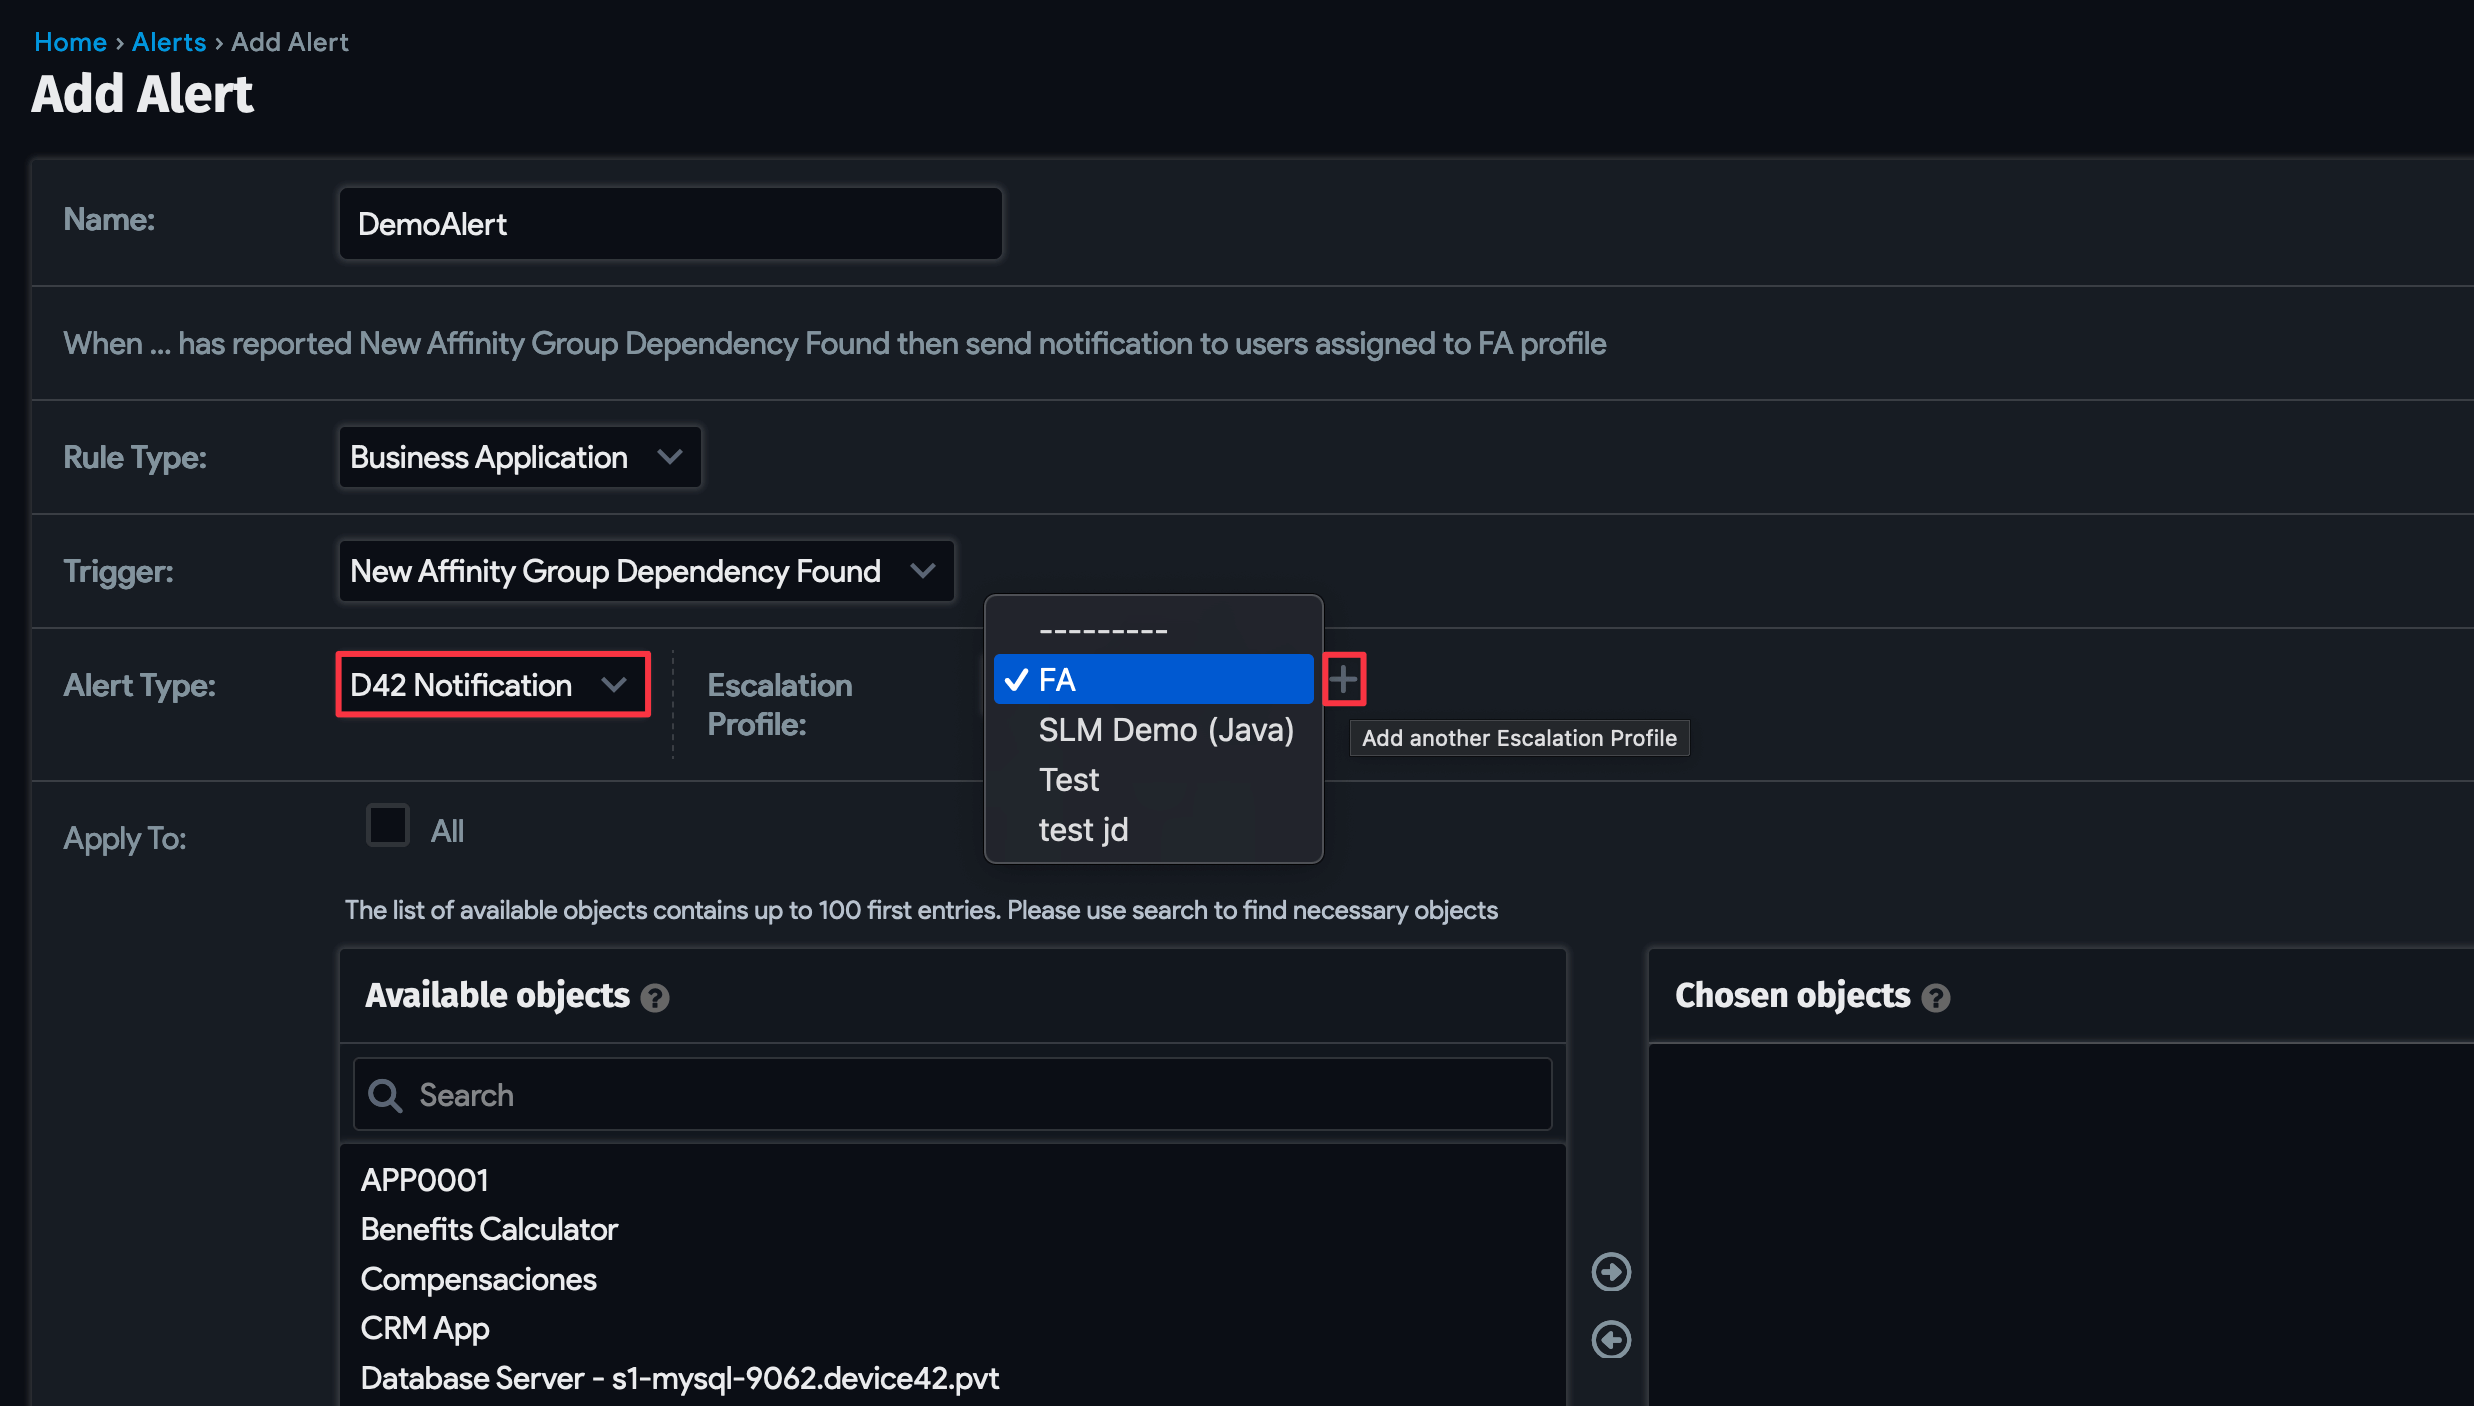 Home › Alerts › Add Alert
Add Alert
Name:
DemoAlert
When ... has reported New Affinity Group Dependency Found then send notification to users assigned to FA profile
Rule Type:
Business Application
Trigger:
New Affinity Group Dependency Found
Alert Type:
D42 Notification
Escalation
Profile:
---------
FA
SLM Demo (Java)
Test
test jd
Add another Escalation Profile
Apply To:
All
The list of available objects contains up to 100 first entries. Please use search to find necessary objects
Available objects
Chosen objects
Search
APP0001
Benefits Calculator
Compensaciones
CRM App
Database Server - s1-mysql-9062.device42.pvt